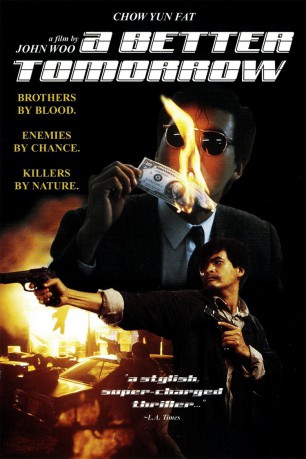 CHOW YUN FAT
a film by
JOHN WOO
A BETTER
TOMORROW
BROTHERS
BY BLOOD.
ENEMIES
BY CHANCE.
KILLERS
BY NATURE.
"a stylish,
super-charged
thriller..."
~L.A. Times